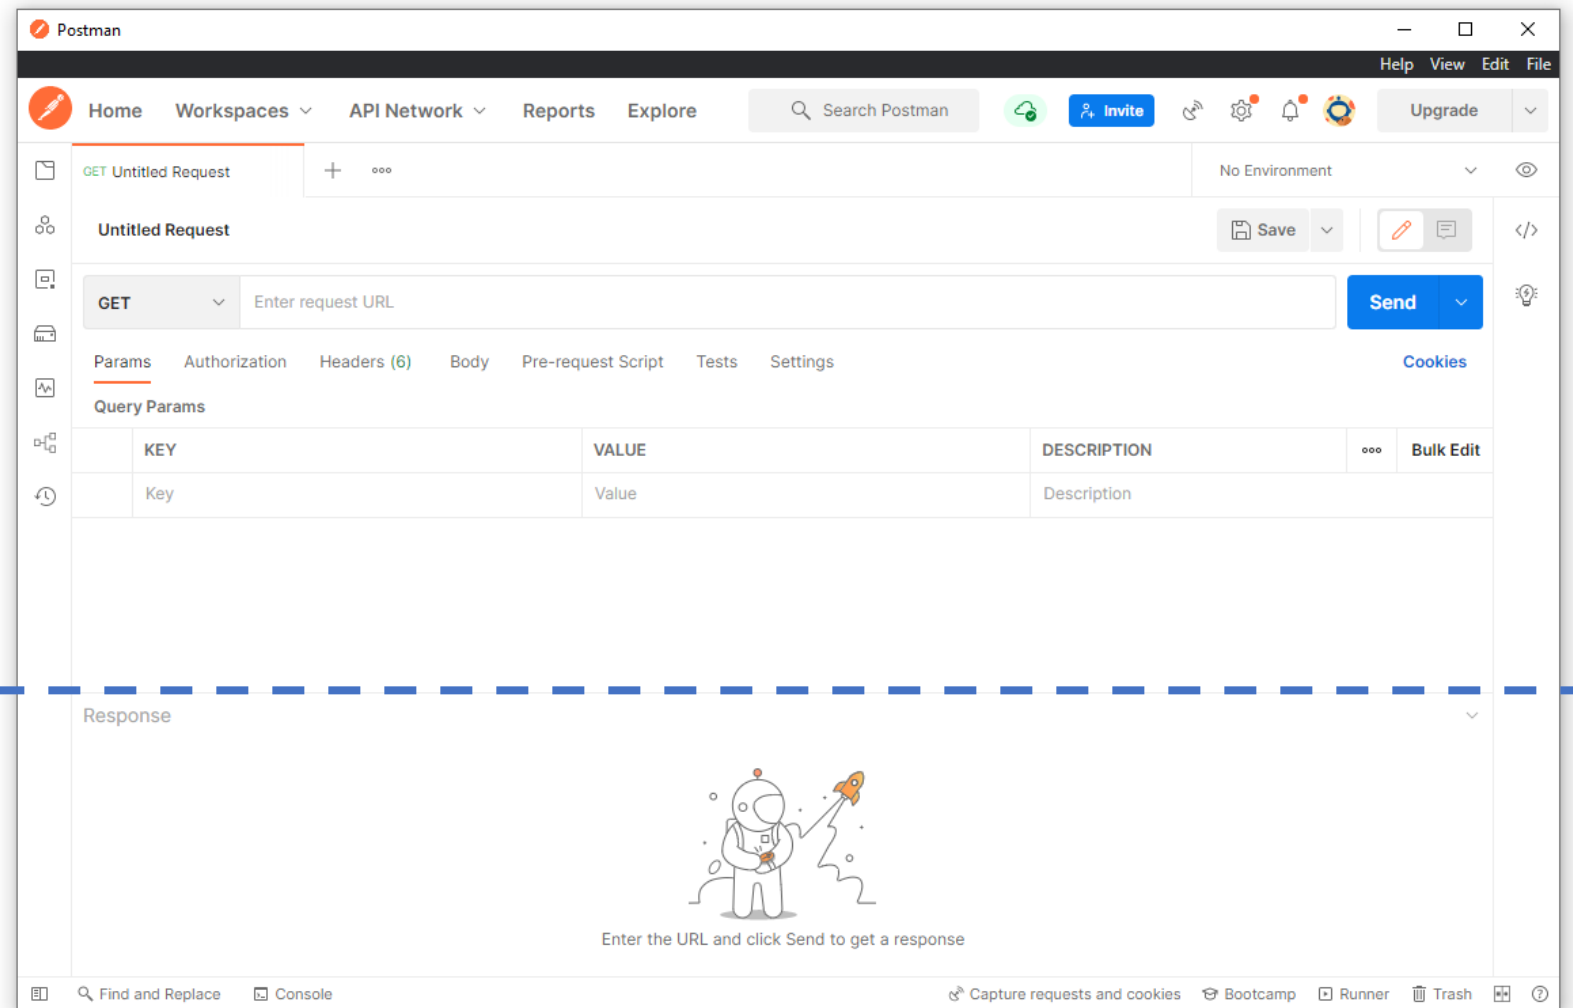 Postman
Help View Edit File
Home Workspaces API Network Reports Explore Search Postman Invite Upgrade
GET Untitled Request No Environment
Untitled Request Save
GET Enter request URL Send
Params Authorization Headers (6) Body Pre-request Script Tests Settings Cookies
Query Params
KEY VALUE DESCRIPTION Bulk Edit
Key Value Description
Response
Enter the URL and click Send to get a response
Find and Replace Console Capture requests and cookies Bootcamp Runner Trash